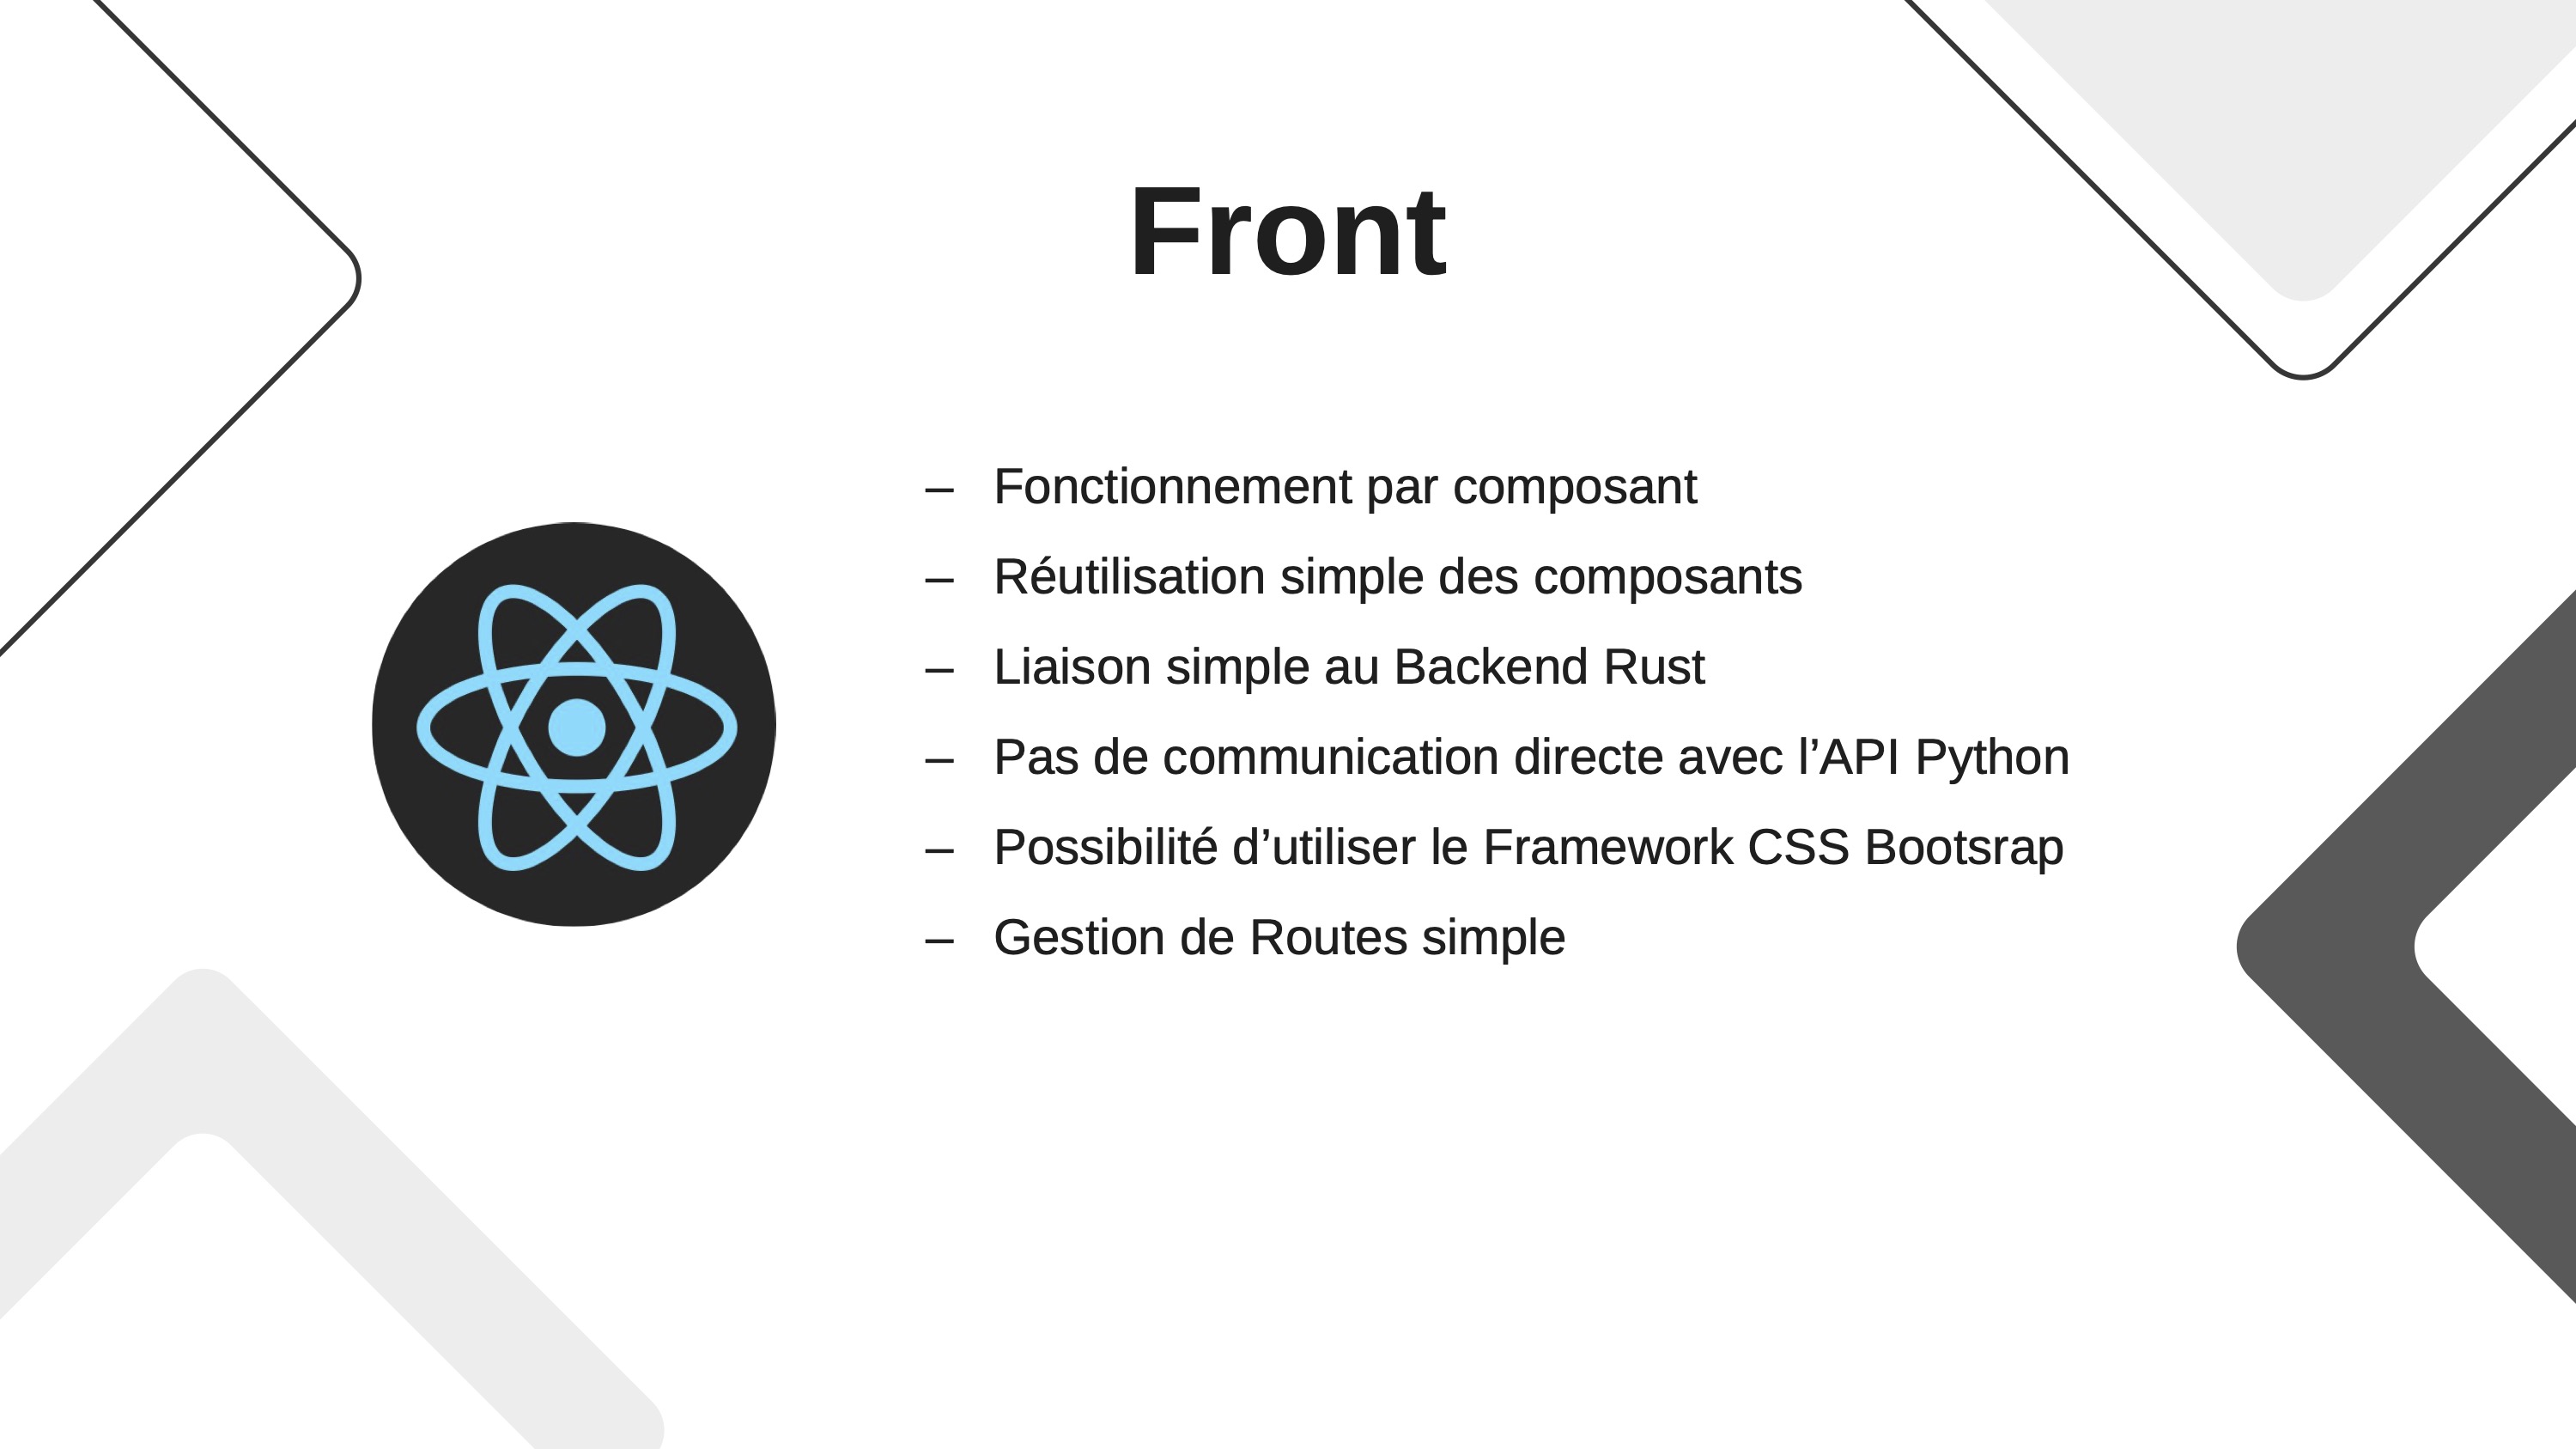 Front
– Fonctionnement par composant
– Réutilisation simple des composants
– Liaison simple au Backend Rust
– Pas de communication directe avec l’API Python
– Possibilité d’utiliser le Framework CSS Bootsrap
– Gestion de Routes simple